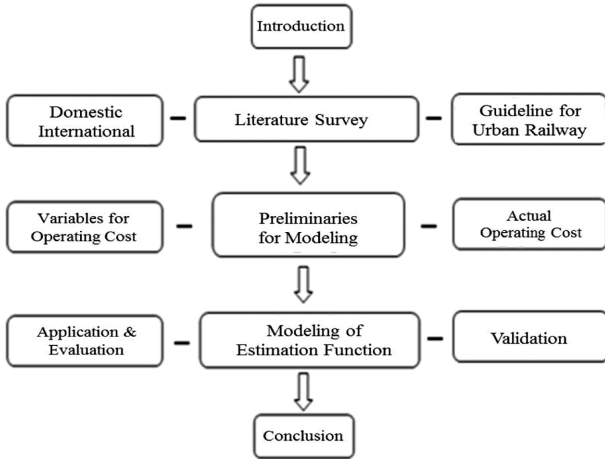 Introduction
Domestic
International
Literature Survey
Guideline for
Urban Railway
Variables for
Operating Cost
Preliminaries
for Modeling
Actual
Operating Cost
Application &
Evaluation
Modeling of
Estimation Function
Validation
Conclusion